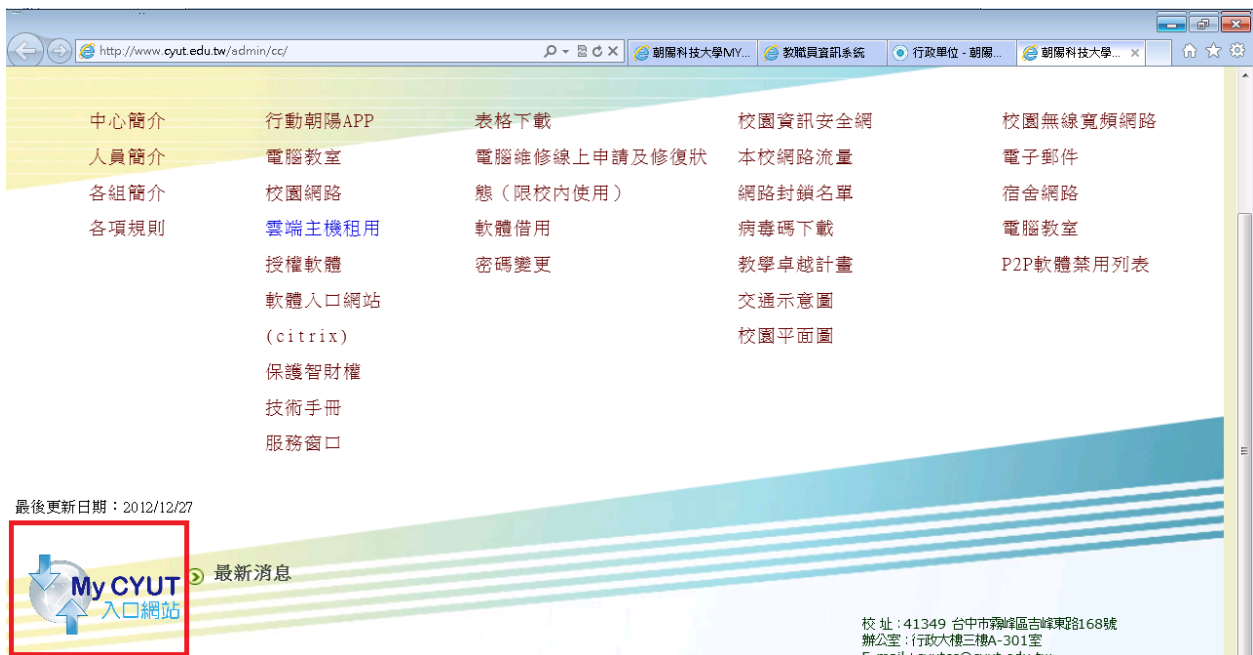 http://www.cyut.edu.tw/admin/cc/
朝陽科技大學MY...
教職員資訊系統
行政單位 - 朝陽...
朝陽科技大學...
中心簡介
人員簡介
各組簡介
各項規則
行動朝陽APP
電腦教室
校園網路
雲端主機租用
授權軟體
軟體入口網站
(citrix)
保護智財權
技術手冊
服務窗口
表格下載
電腦維修線上申請及修復狀
態（限校內使用）
軟體借用
密碼變更
校園資訊安全網
本校網路流量
網路封鎖名單
病毒碼下載
教學卓越計畫
交通示意圖
校園平面圖
校園無線寬頻網路
電子郵件
宿舍網路
電腦教室
P2P軟體禁用列表
最後更新日期：2012/12/27
My CYUT
入口網站
最新消息
校 址 : 41349 台中市霧峰區吉峰東路168號
辦公室 : 行政大樓三樓A-301室